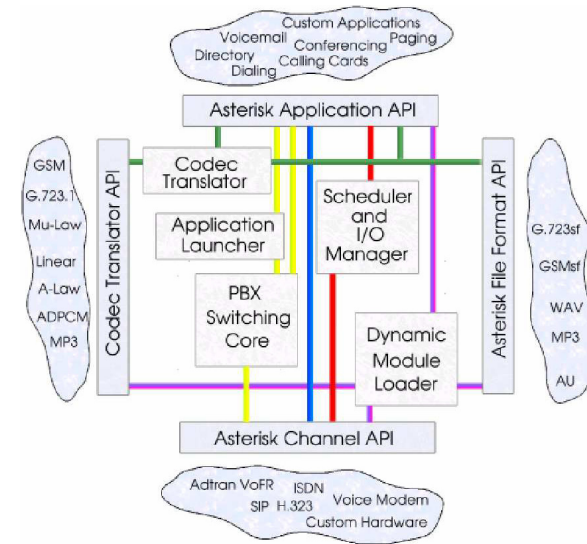 Custom Applications
Voicemail
Paging
Directory
Conferencing
Dialing
Calling Cards
Asterisk Application API
Codec Translator API
GSM
G.723.1
Mu-Law
Linear
A-Law
ADPCM
MP3
Codec
Translator
Application
Launcher
PBX
Switching
Core
Scheduler
and
I/O
Manager
Dynamic
Module
Loader
Asterisk File Format API
G.723sf
GSMsf
WAV
MP3
AU
Asterisk Channel API
Adtran VoFR
ISDN
Voice Modem
SIP
H.323
Custom Hardware